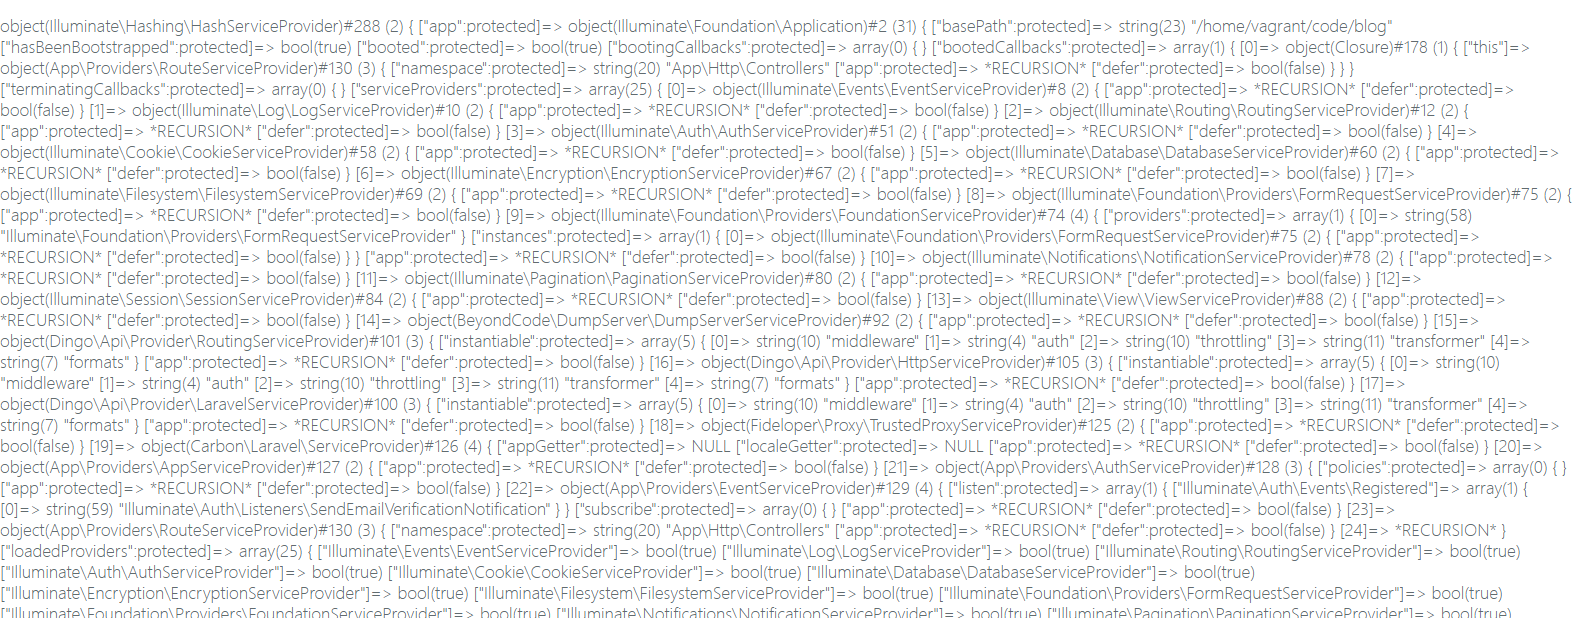 object(Illuminate\Hashing\HashServiceProvider)#288 (2) { ["app":protected]=> object(Illuminate\Foundation\Application)#2 (31) { ["basePath":protected]=> string(23) "/home/vagrant/code/blog"
["hasBeenBootstrapped":protected]=> bool(true) ["booted":protected]=> bool(true) ["bootingCallbacks":protected]=> array(0) { } ["bootedCallbacks":protected]=> array(1) { [0]=> object(Closure)#178 (1) { ["this"]=>
object(App\Providers\RouteServiceProvider)#130 (3) { ["namespace":protected]=> string(20) "App\Http\Controllers" ["app":protected]=> *RECURSION* ["defer":protected]=> bool(false) } } }
["terminatingCallbacks":protected]=> array(0) { } ["serviceProviders":protected]=> array(25) { [0]=> object(Illuminate\Events\EventServiceProvider)#8 (2) { ["app":protected]=> *RECURSION* ["defer":protected]=>
bool(false) } [1]=> object(Illuminate\Log\LogServiceProvider)#10 (2) { ["app":protected]=> *RECURSION* ["defer":protected]=> bool(false) } [2]=> object(Illuminate\Routing\RoutingServiceProvider)#12 (2) {
["app":protected]=> *RECURSION* ["defer":protected]=> bool(false) } [3]=> object(Illuminate\Auth\AuthServiceProvider)#51 (2) { ["app":protected]=> *RECURSION* ["defer":protected]=> bool(false) } [4]=>
object(Illuminate\Cookie\CookieServiceProvider)#58 (2) { ["app":protected]=> *RECURSION* ["defer":protected]=> bool(false) } [5]=> object(Illuminate\Database\DatabaseServiceProvider)#60 (2) { ["app":protected]=>
*RECURSION* ["defer":protected]=> bool(false) } [6]=> object(Illuminate\Encryption\EncryptionServiceProvider)#67 (2) { ["app":protected]=> *RECURSION* ["defer":protected]=> bool(false) } [7]=>
object(Illuminate\Filesystem\FilesystemServiceProvider)#69 (2) { ["app":protected]=> *RECURSION* ["defer":protected]=> bool(false) } [8]=> object(Illuminate\Foundation\Providers\FormRequestServiceProvider)#75 (2) {
["app":protected]=> *RECURSION* ["defer":protected]=> bool(false) } [9]=> object(Illuminate\Foundation\Providers\FoundationServiceProvider)#74 (4) { ["providers":protected]=> array(1) { [0]=> string(58)
"Illuminate\Foundation\Providers\FormRequestServiceProvider" } ["instances":protected]=> array(1) { [0]=> object(Illuminate\Foundation\Providers\FormRequestServiceProvider)#75 (2) { ["app":protected]=>
*RECURSION* ["defer":protected]=> bool(false) } } ["app":protected]=> *RECURSION* ["defer":protected]=> bool(false) } [10]=> object(Illuminate\Notifications\NotificationServiceProvider)#78 (2) { ["app":protected]=>
*RECURSION* ["defer":protected]=> bool(false) } [11]=> object(Illuminate\Pagination\PaginationServiceProvider)#80 (2) { ["app":protected]=> *RECURSION* ["defer":protected]=> bool(false) } [12]=>
object(Illuminate\Session\SessionServiceProvider)#84 (2) { ["app":protected]=> *RECURSION* ["defer":protected]=> bool(false) } [13]=> object(Illuminate\View\ViewServiceProvider)#88 (2) { ["app":protected]=>
*RECURSION* ["defer":protected]=> bool(false) } [14]=> object(BeyondCode\DumpServer\DumpServerServiceProvider)#92 (2) { ["app":protected]=> *RECURSION* ["defer":protected]=> bool(false) } [15]=>
object(Dingo\Api\Provider\RoutingServiceProvider)#101 (3) { ["instantiable":protected]=> array(5) { [0]=> string(10) "middleware" [1]=> string(4) "auth" [2]=> string(10) "throttling" [3]=> string(11) "transformer" [4]=>
string(7) "formats" } ["app":protected]=> *RECURSION* ["defer":protected]=> bool(false) } [16]=> object(Dingo\Api\Provider\HttpServiceProvider)#105 (3) { ["instantiable":protected]=> array(5) { [0]=> string(10)
"middleware" [1]=> string(4) "auth" [2]=> string(10) "throttling" [3]=> string(11) "transformer" [4]=> string(7) "formats" } ["app":protected]=> *RECURSION* ["defer":protected]=> bool(false) } [17]=>
object(Dingo\Api\Provider\LaravelServiceProvider)#100 (3) { ["instantiable":protected]=> array(5) { [0]=> string(10) "middleware" [1]=> string(4) "auth" [2]=> string(10) "throttling" [3]=> string(11) "transformer" [4]=>
string(7) "formats" } ["app":protected]=> *RECURSION* ["defer":protected]=> bool(false) } [18]=> object(Fideloper\Proxy\TrustedProxyServiceProvider)#125 (2) { ["app":protected]=> *RECURSION* ["defer":protected]=>
bool(false) } [19]=> object(Carbon\Laravel\ServiceProvider)#126 (4) { ["appGetter":protected]=> NULL ["localeGetter":protected]=> NULL ["app":protected]=> *RECURSION* ["defer":protected]=> bool(false) } [20]=>
object(App\Providers\AppServiceProvider)#127 (2) { ["app":protected]=> *RECURSION* ["defer":protected]=> bool(false) } [21]=> object(App\Providers\AuthServiceProvider)#128 (3) { ["policies":protected]=> array(0) { }
["app":protected]=> *RECURSION* ["defer":protected]=> bool(false) } [22]=> object(App\Providers\EventServiceProvider)#129 (4) { ["listen":protected]=> array(1) { ["Illuminate\Auth\Events\Registered"]=> array(1) {
[0]=> string(59) "Illuminate\Auth\Listeners\SendEmailVerificationNotification" } } ["subscribe":protected]=> array(0) { } ["app":protected]=> *RECURSION* ["defer":protected]=> bool(false) } [23]=>
object(App\Providers\RouteServiceProvider)#130 (3) { ["namespace":protected]=> string(20) "App\Http\Controllers" ["app":protected]=> *RECURSION* ["defer":protected]=> bool(false) } [24]=> *RECURSION* }
["loadedProviders":protected]=> array(25) { ["Illuminate\Events\EventServiceProvider"]=> bool(true) ["Illuminate\Log\LogServiceProvider"]=> bool(true) ["Illuminate\Routing\RoutingServiceProvider"]=> bool(true)
["Illuminate\Auth\AuthServiceProvider"]=> bool(true) ["Illuminate\Cookie\CookieServiceProvider"]=> bool(true) ["Illuminate\Database\DatabaseServiceProvider"]=> bool(true)
["Illuminate\Encryption\EncryptionServiceProvider"]=> bool(true) ["Illuminate\Filesystem\FilesystemServiceProvider"]=> bool(true) ["Illuminate\Foundation\Providers\FormRequestServiceProvider"]=> bool(true)
["Illuminate\Foundation\Providers\FoundationServiceProvider"]=> bool(true) ["Illuminate\Notifications\NotificationServiceProvider"]=> bool(true) ["Illuminate\Pagination\PaginationServiceProvider"]=> bool(true)